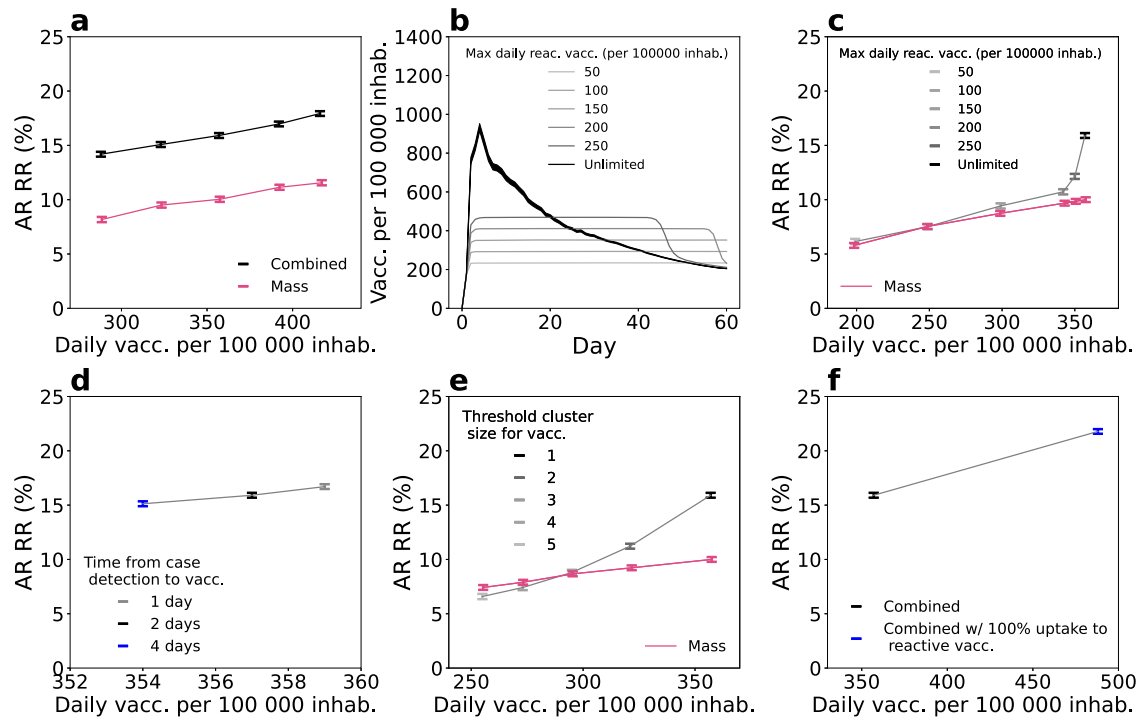 a
25
20
15
10
5
0
AR RR (%)
Combined
Mass
300
350
400
Daily vacc. per 100 000 inhab.
b
1400
1200
1000
800
600
400
200
0
Vacc. per 100 000 inhab.
Max daily reac. vacc. (per 100000 inhab.)
50
100
150
200
250
Unlimited
0
20
40
60
Day
c
25
20
15
10
5
0
AR RR (%)
Max daily reac. vacc. (per 100000 inhab.)
50
100
150
200
250
Unlimited
Mass
200
250
300
350
Daily vacc. per 100 000 inhab.
d
25
20
15
10
5
0
AR RR (%)
Time from case
detection to vacc.
1 day
2 days
4 days
352
354
356
358
360
Daily vacc. per 100 000 inhab.
e
25
20
15
10
5
0
AR RR (%)
Threshold cluster
size for vacc.
1
2
3
4
5
Mass
250
300
350
Daily vacc. per 100 000 inhab.
f
25
20
15
10
5
0
AR RR (%)
Combined
Combined w/ 100% uptake to
reactive vacc.
350
400
450
500
Daily vacc. per 100 000 inhab.